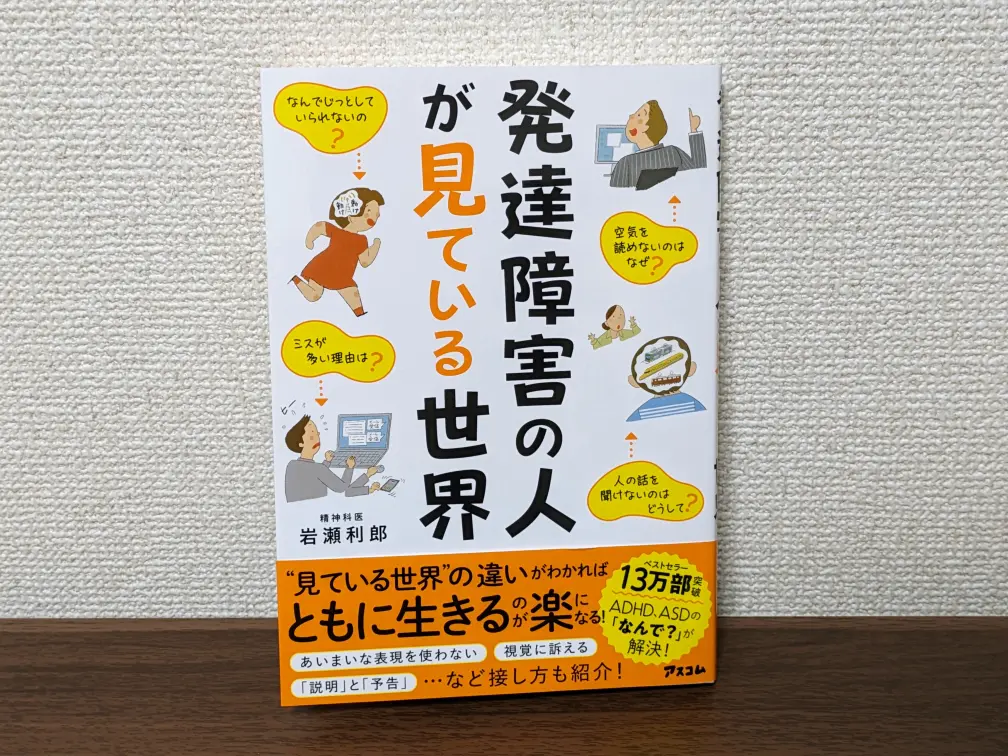 発達障害の人
が見ている世界
なんでじっとして
いられないの
?
空気を
読めないのは
なぜ?
ミスが
多い理由は?
人の話を
聞けないのは
どうして?
精神科医
岩瀬利郎
“見ている世界”の違いがわかれば
ともに生きるのが楽になる!
あいまいな表現を使わない
視覚に訴える
「説明」と「予告」
…など接し方も紹介!
ベストセラー
13万部突破
ADHD、ASDの
「なんで?」が
解決!
アスコム